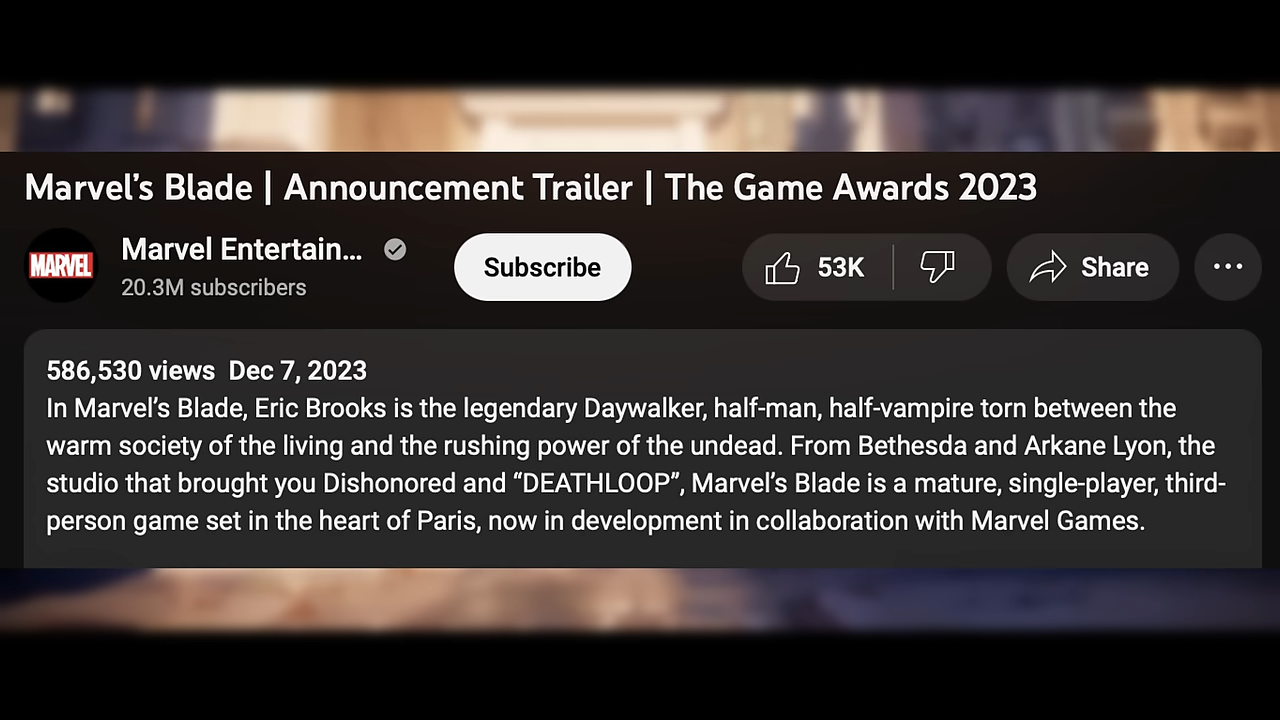 Marvel’s Blade | Announcement Trailer | The Game Awards 2023
MARVEL
Marvel Entertain...
20.3M subscribers
Subscribe
53K
Share
586,530 views Dec 7, 2023
In Marvel’s Blade, Eric Brooks is the legendary Daywalker, half-man, half-vampire torn between the
warm society of the living and the rushing power of the undead. From Bethesda and Arkane Lyon, the
studio that brought you Dishonored and “DEATHLOOP”, Marvel’s Blade is a mature, single-player, third-
person game set in the heart of Paris, now in development in collaboration with Marvel Games.